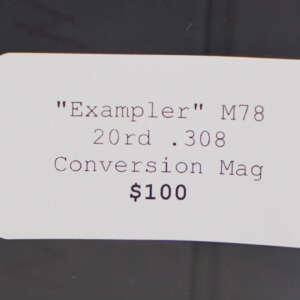 "Exampler" M78
20rd .308
Conversion Mag
$100